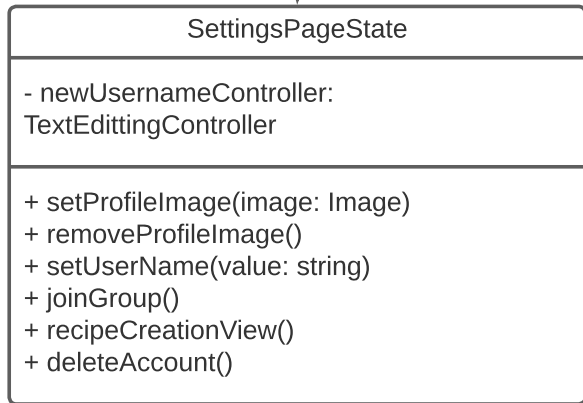 SettingsPageState
- newUsernameController:
TextEdittingController
+ setProfileImage(image: Image)
+ removeProfileImage()
+ setUserName(value: string)
+ joinGroup()
+ recipeCreationView()
+ deleteAccount()